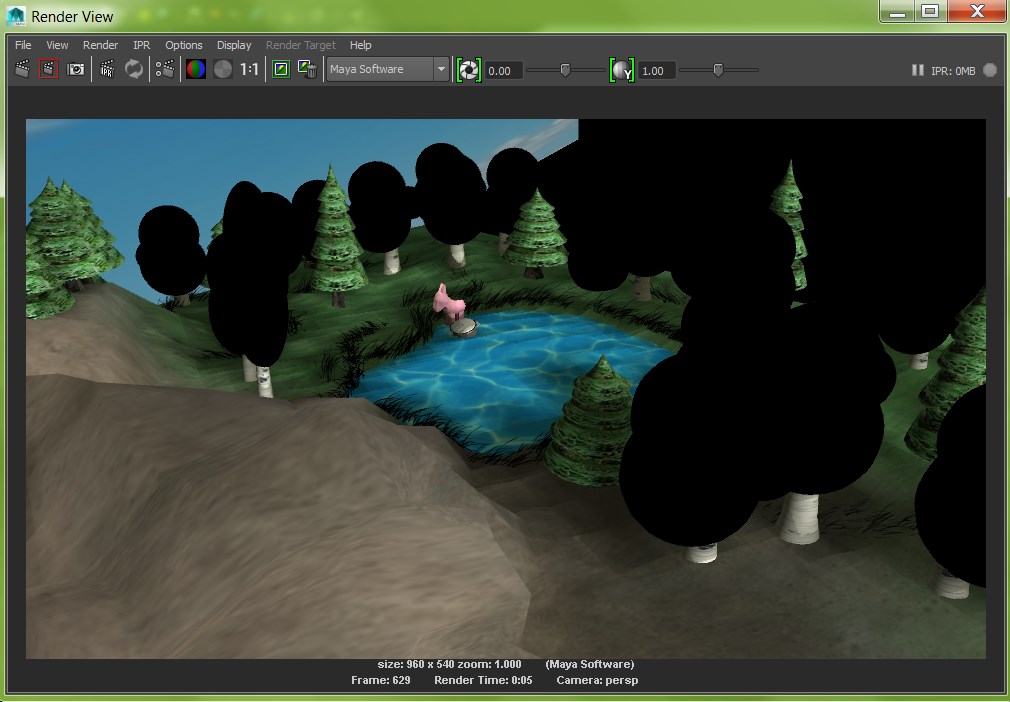 Render View
File View Render IPR Options Display Render Target Help
IPR 1:1 Maya Software 0.00 Y 1.00 IPR: 0MB
size: 960 x 540 zoom: 1.000 (Maya Software)
Frame: 629 Render Time: 0:05 Camera: persp